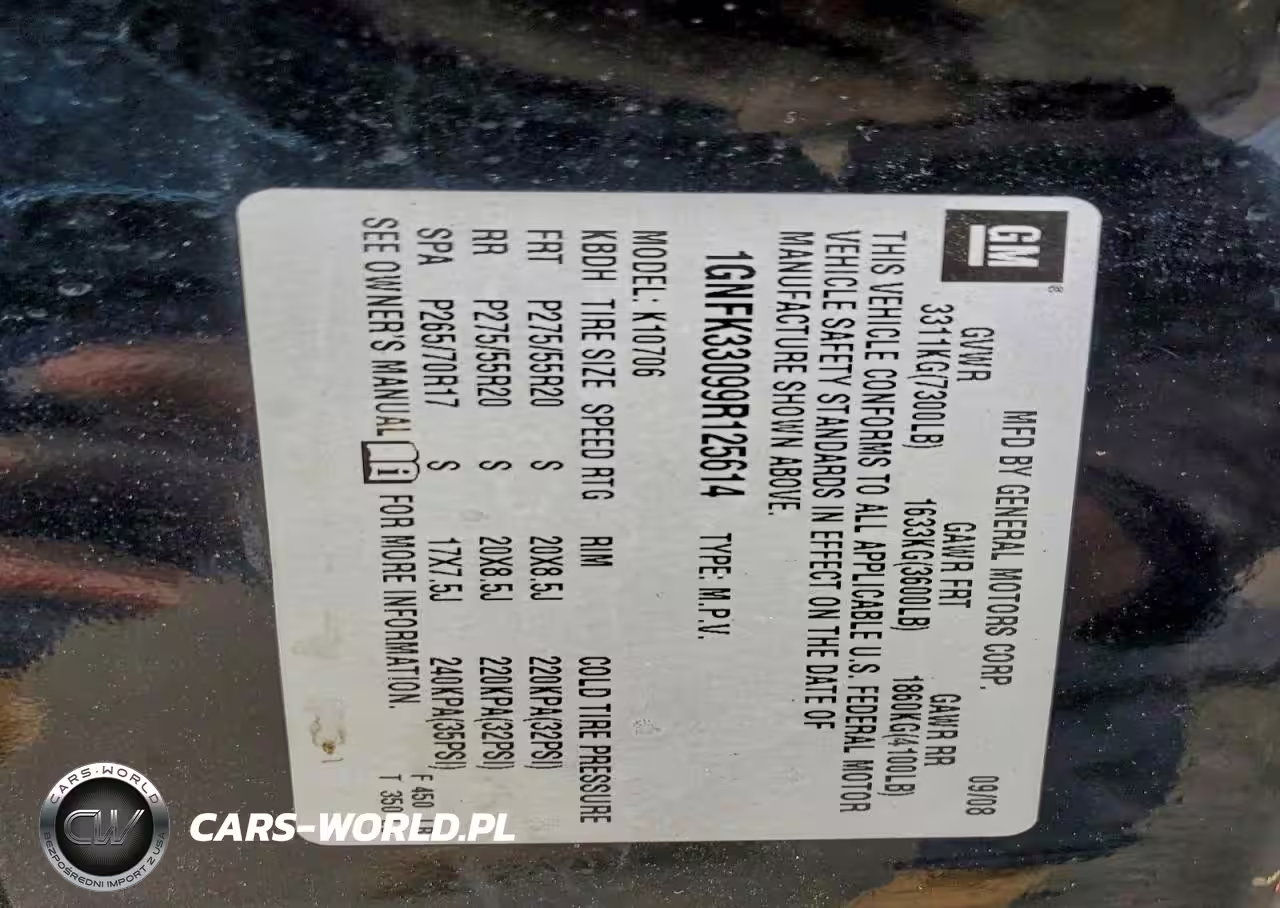 GM
MFD BY GENERAL MOTORS CORP. 09/08
GVWR GAWR FRT GAWR RR
3311KG(7300LB) 1633KG(3600LB) 1860KG(4100LB)
THIS VEHICLE CONFORMS TO ALL APPLICABLE U.S. FEDERAL MOTOR
VEHICLE SAFETY STANDARDS IN EFFECT ON THE DATE OF
MANUFACTURE SHOWN ABOVE.
1GNFK33099R125614 TYPE: M.P.V.
MODEL: K10706
KBDH TIRE SIZE SPEED RTG RIM COLD TIRE PRESSURE
FRT P275/55R20 S 20X8.5J 220KPA(32PSI)
RR P275/55R20 S 20X8.5J 220KPA(32PSI)
SPA P265/70R17 S 17X7.5J 240KPA(35PSI)
SEE OWNER'S MANUAL i FOR MORE INFORMATION.
F 450
T 350
CARS-WORLD
CW
BEZPOŚREDNI IMPORT Z USA
CARS-WORLD.PL